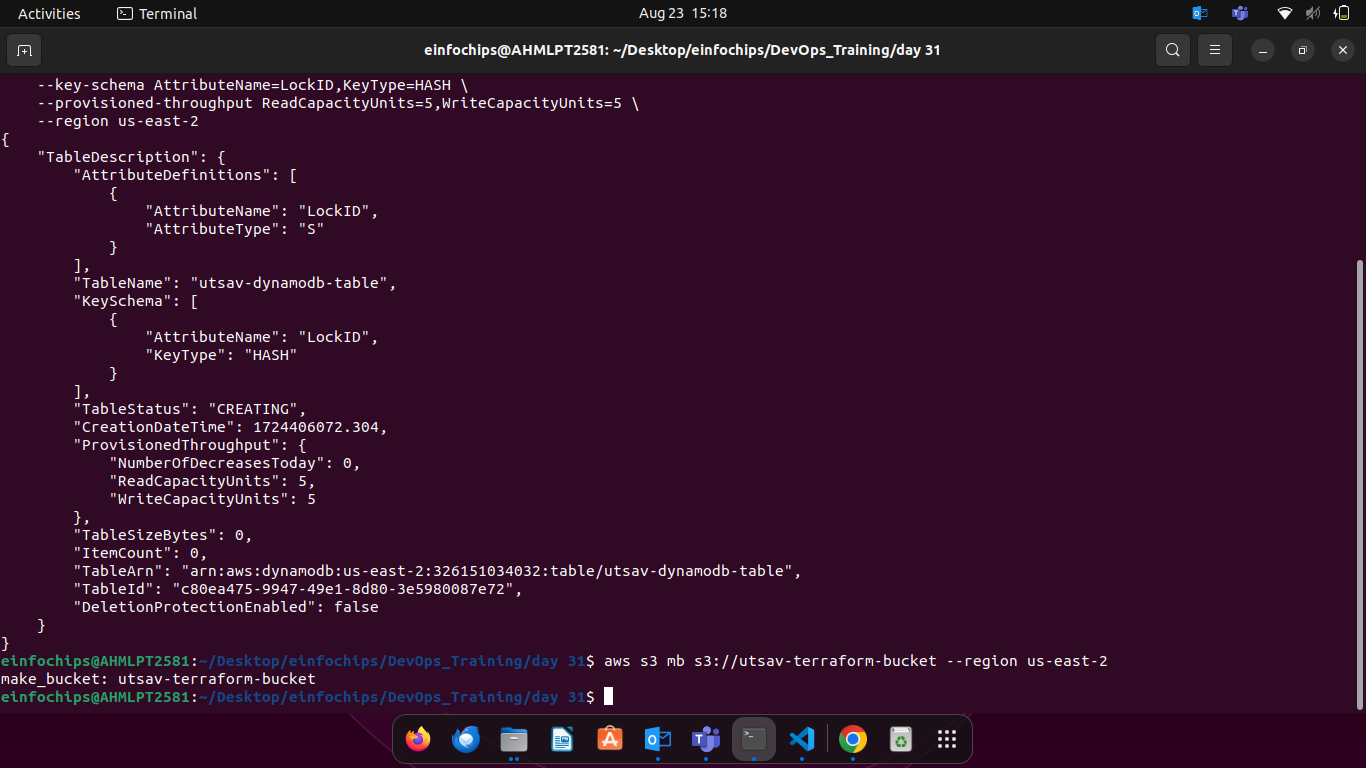 Activities
Terminal
Aug 23 15:18
einfochips@AHMLPT2581: ~/Desktop/einfochips/DevOps_Training/day 31
    --key-schema AttributeName=LockID,KeyType=HASH \
    --provisioned-throughput ReadCapacityUnits=5,WriteCapacityUnits=5 \
    --region us-east-2
{
    "TableDescription": {
        "AttributeDefinitions": [
            {
                "AttributeName": "LockID",
                "AttributeType": "S"
            }
        ],
        "TableName": "utsav-dynamodb-table",
        "KeySchema": [
            {
                "AttributeName": "LockID",
                "KeyType": "HASH"
            }
        ],
        "TableStatus": "CREATING",
        "CreationDateTime": 1724406072.304,
        "ProvisionedThroughput": {
            "NumberOfDecreasesToday": 0,
            "ReadCapacityUnits": 5,
            "WriteCapacityUnits": 5
        },
        "TableSizeBytes": 0,
        "ItemCount": 0,
        "TableArn": "arn:aws:dynamodb:us-east-2:326151034032:table/utsav-dynamodb-table",
        "TableId": "c80ea475-9947-49e1-8d80-3e5980087e72",
        "DeletionProtectionEnabled": false
    }
}
einfochips@AHMLPT2581:~/Desktop/einfochips/DevOps_Training/day 31$ aws s3 mb s3://utsav-terraform-bucket --region us-east-2
make_bucket: utsav-terraform-bucket
einfochips@AHMLPT2581:~/Desktop/einfochips/DevOps_Training/day 31$